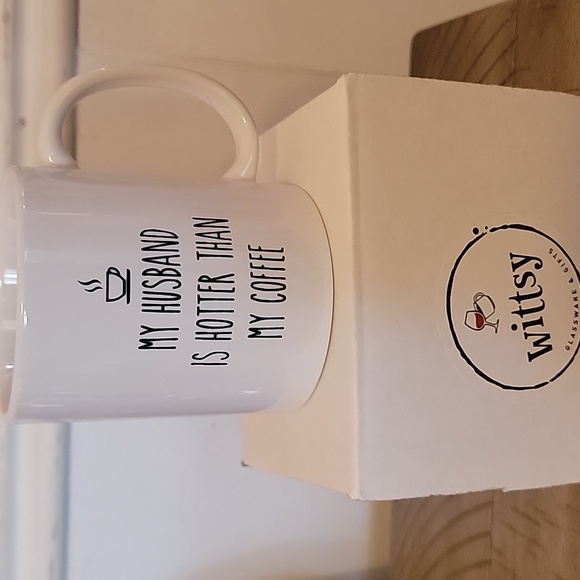 MY HUSBAND
IS HOTTER THAN
MY COFFEE
wittsy
GLASSWARE & GIFTS